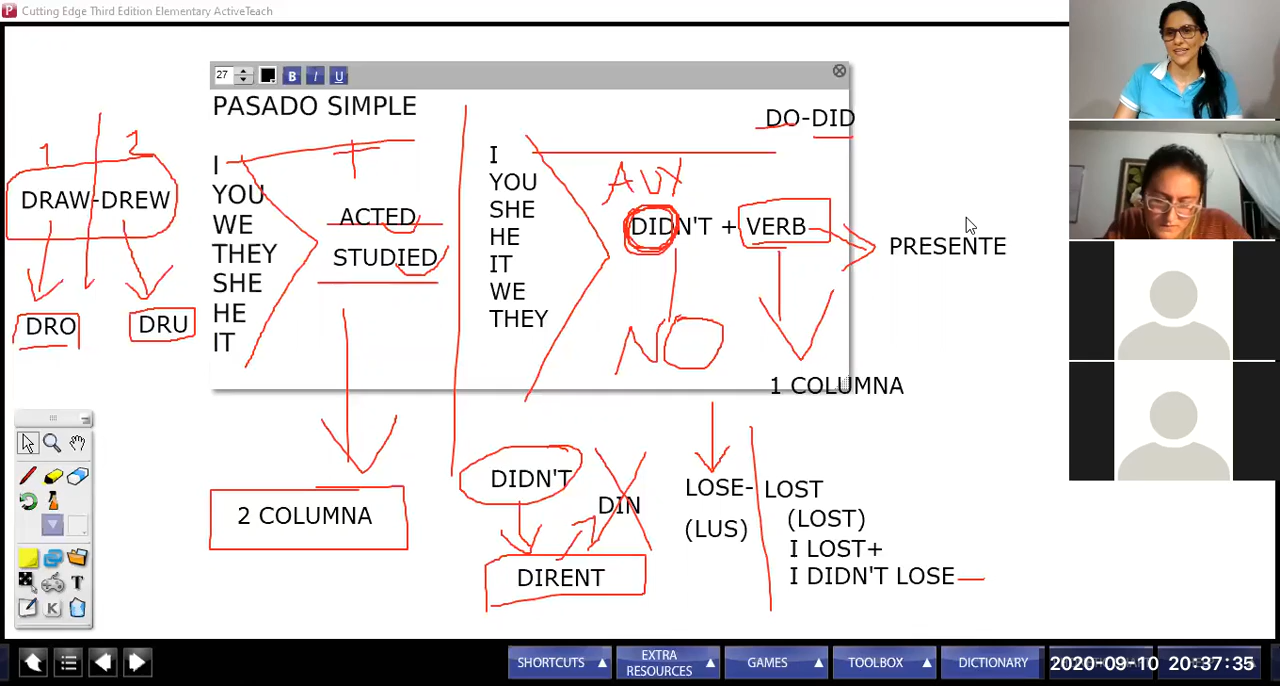 Cutting Edge Third Edition Elementary ActiveTeach
27 B I U
PASADO SIMPLE
DO-DID
1 2
DRAW-DREW
DRO DRU
I
YOU
WE
THEY
SHE
HE
IT
ACTED
STUDIED
2 COLUMNA
I
YOU
SHE
HE
IT
WE
THEY
DIDN'T + VERB
PRESENTE
NO
1 COLUMNA
DIDN'T
DIN
DIRENT
LOSE- LOST
(LUS) (LOST)
I LOST+
I DIDN'T LOSE
T
K
SHORTCUTS
EXTRA RESOURCES
GAMES
TOOLBOX
DICTIONARY
2020-09-10 20:37:35